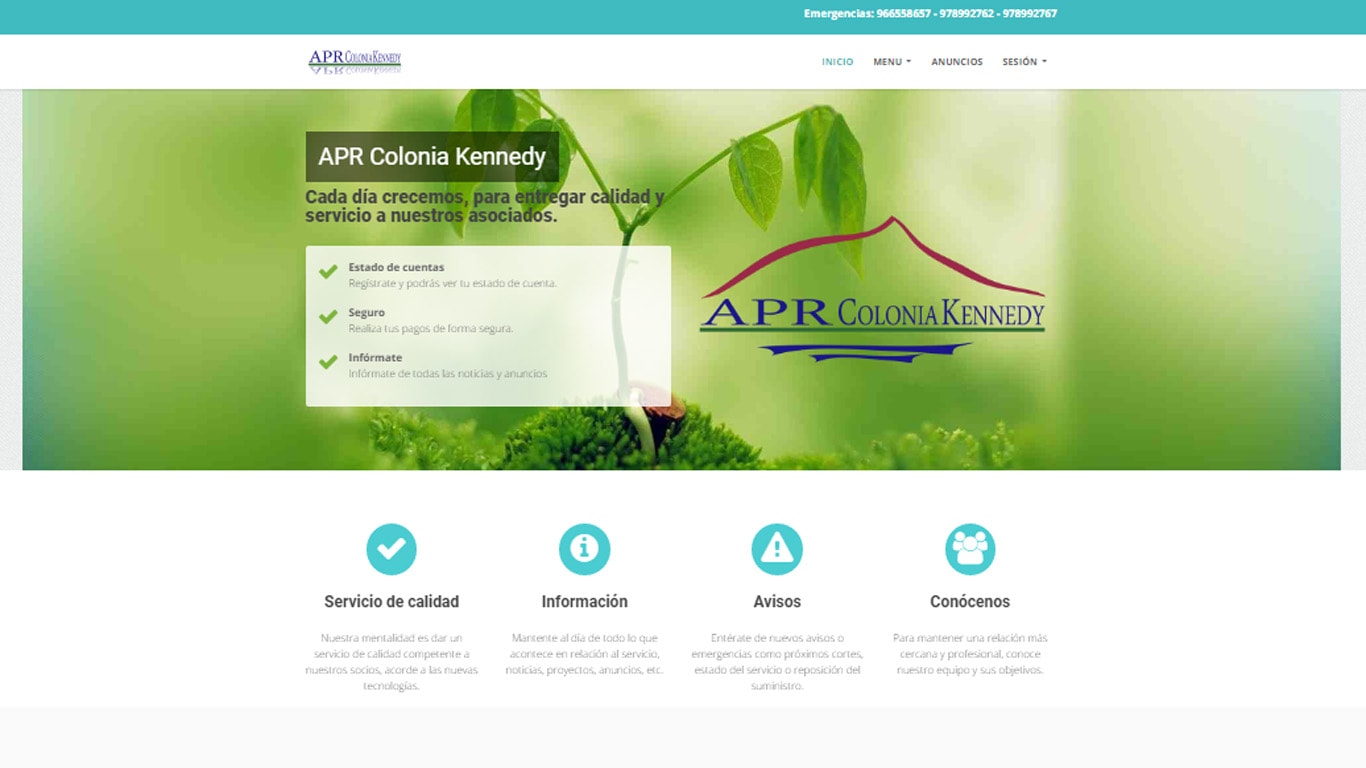 Emergencias: 966558657 - 978992762 - 978992767
APR COLONIA KENNEDY
INICIO
MENU
ANUNCIOS
SESIÓN
APR Colonia Kennedy
Cada día crecemos, para entregar calidad y
servicio a nuestros asociados.
Estado de cuentas
Regístrate y podrás ver tu estado de cuenta.
Seguro
Realiza tus pagos de forma segura.
Infórmate
Infórmate de todas las noticias y anuncios
APR COLONIA KENNEDY
Servicio de calidad
Nuestra mentalidad es dar un
servicio de calidad competente a
nuestros socios, acorde a las nuevas
tecnologías.
Información
Mantente al día de todo lo que
acontece en relación al servicio,
noticias, proyectos, anuncios, etc.
Avisos
Entérate de nuevos avisos o
emergencias como próximos cortes,
estado del servicio o reposición del
suministro.
Conócenos
Para mantener una relación más
cercana y profesional, conoce
nuestro equipo y sus objetivos.